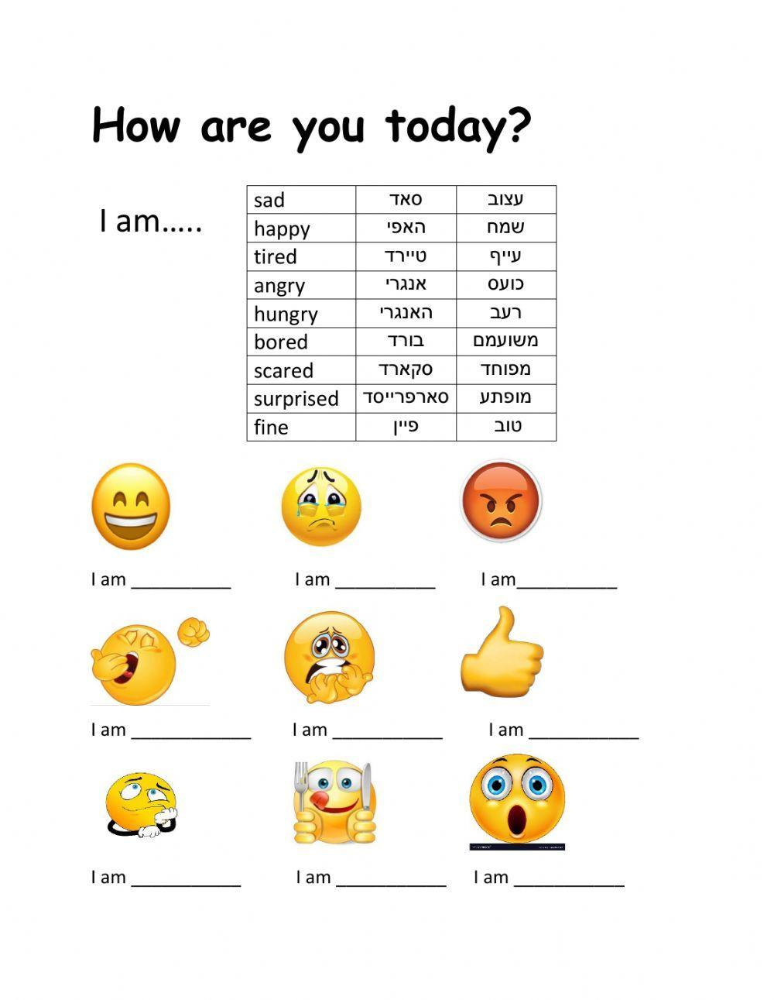 How are you today?
I am.....
sad סאד עצוב
happy האפי שמח
tired טיירד עייף
angry אנגרי כועס
hungry האנגרי רעב
bored בורד משועמם
scared סקארד מפוחד
surprised סארפרייסד מופתע
fine פיין טוב
I am __________ I am __________ I am__________
I am ____________ I am ___________ I am ___________
I am ___________ I am ___________ I am ___________